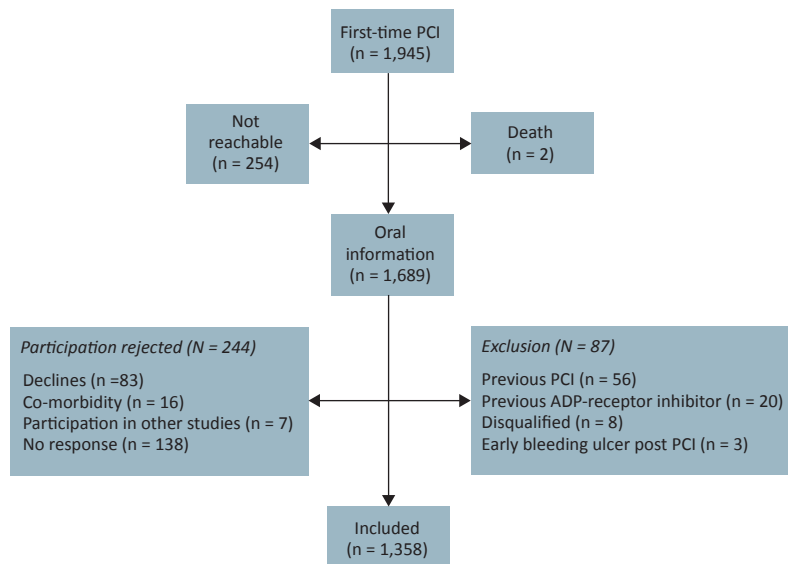 First-time PCI
(n = 1,945)
Not
reachable
(n = 254)
Death
(n = 2)
Oral
information
(n = 1,689)
Participation rejected (N = 244)
Declines (n =83)
Co-morbidity (n = 16)
Participation in other studies (n = 7)
No response (n = 138)
Exclusion (N = 87)
Previous PCI (n = 56)
Previous ADP-receptor inhibitor (n = 20)
Disqualified (n = 8)
Early bleeding ulcer post PCI (n = 3)
Included
(n = 1,358)